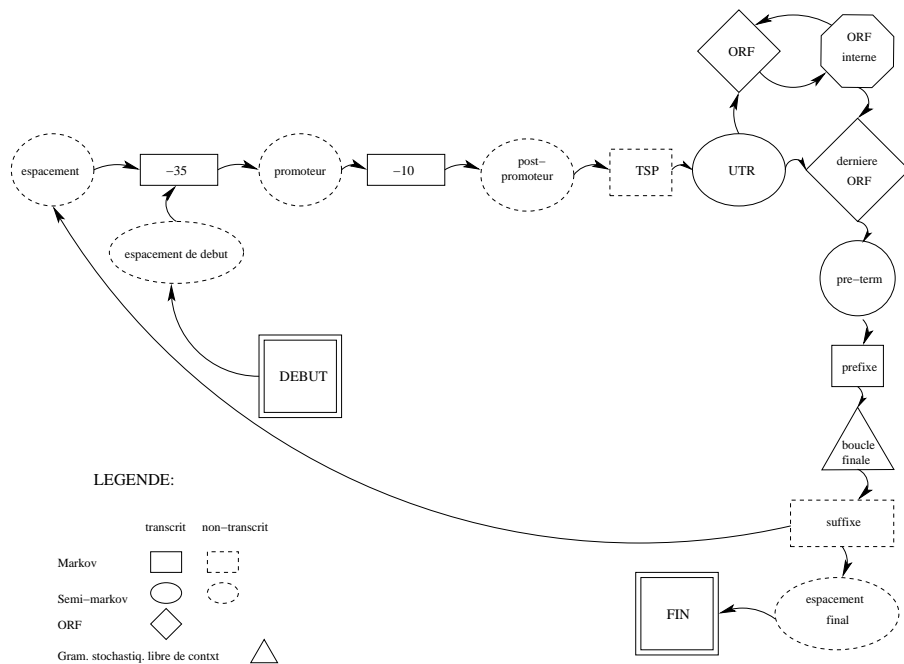 ORF
ORF
interne
espacement
−35
promoteur
−10
post−
promoteur
TSP
UTR
derniere
ORF
espacement de debut
pre−term
DEBUT
prefixe
boucle
finale
LEGENDE:
suffixe
transcrit
non−transcrit
Markov
Semi−markov
espacement
final
FIN
ORF
Gram. stochastiq. libre de contxt